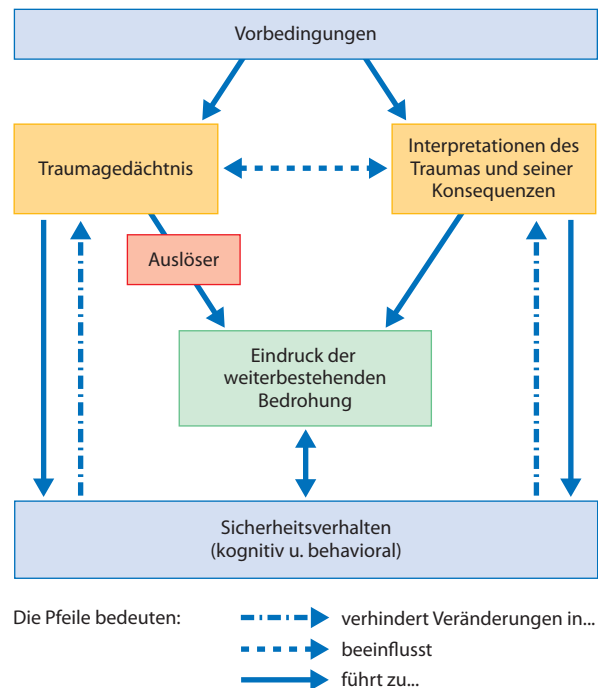 Vorbedingungen
Traumagedächtnis
Interpretationen des
Traumas und seiner
Konsequenzen
Auslöser
Eindruck der
weiterbestehenden
Bedrohung
Sicherheitsverhalten
(kognitiv u. behavioral)
Die Pfeile bedeuten:
verhindert Veränderungen in...
beeinflusst
führt zu...